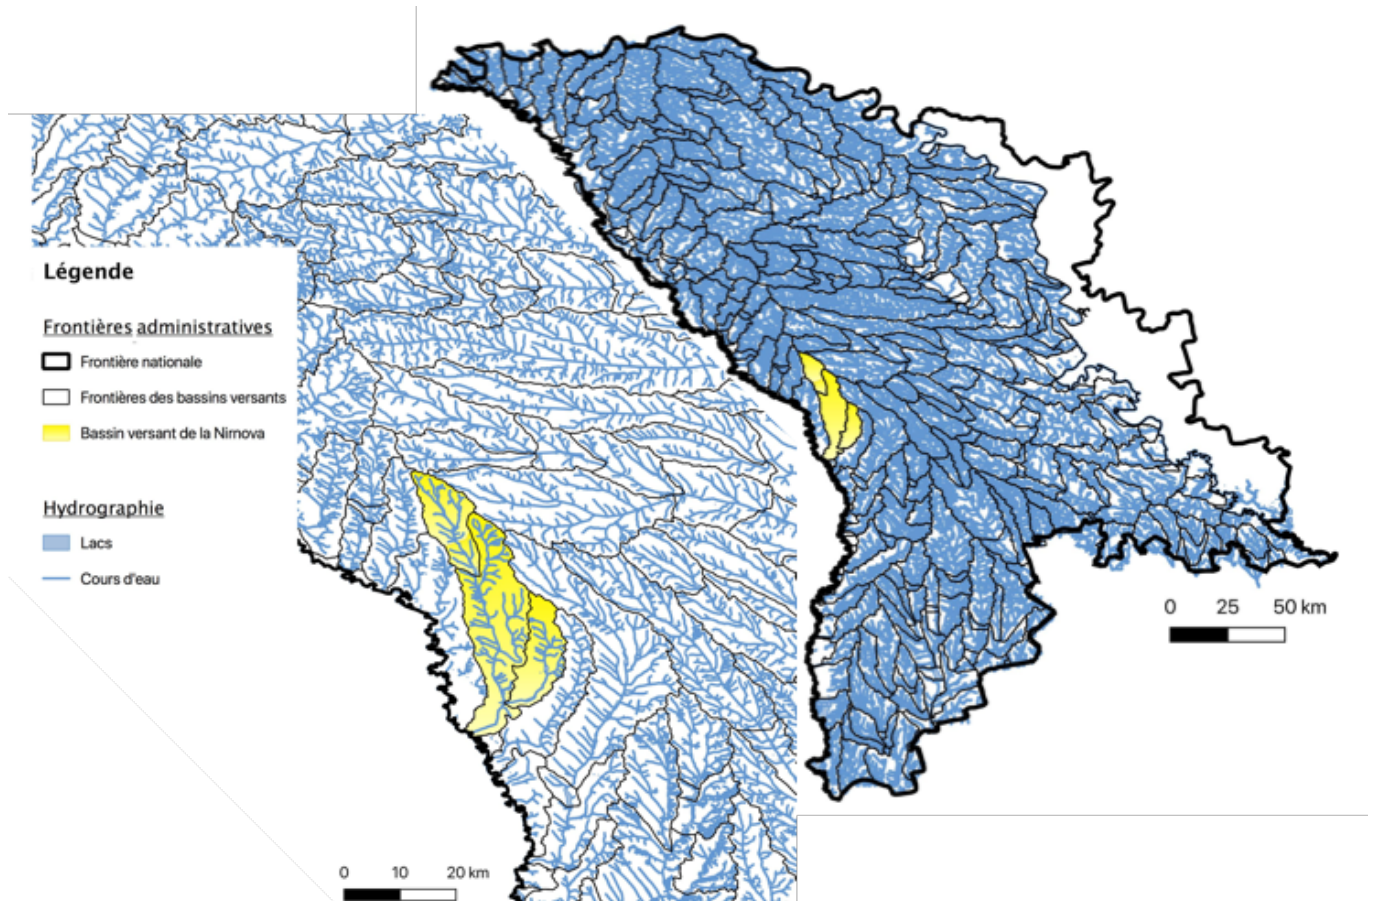 Légende
Frontières administratives
Frontière nationale
Frontières des bassins versants
Bassin versant de la Nirnova
Hydrographie
Lacs
Cours d'eau
0 25 50 km
0 10 20 km